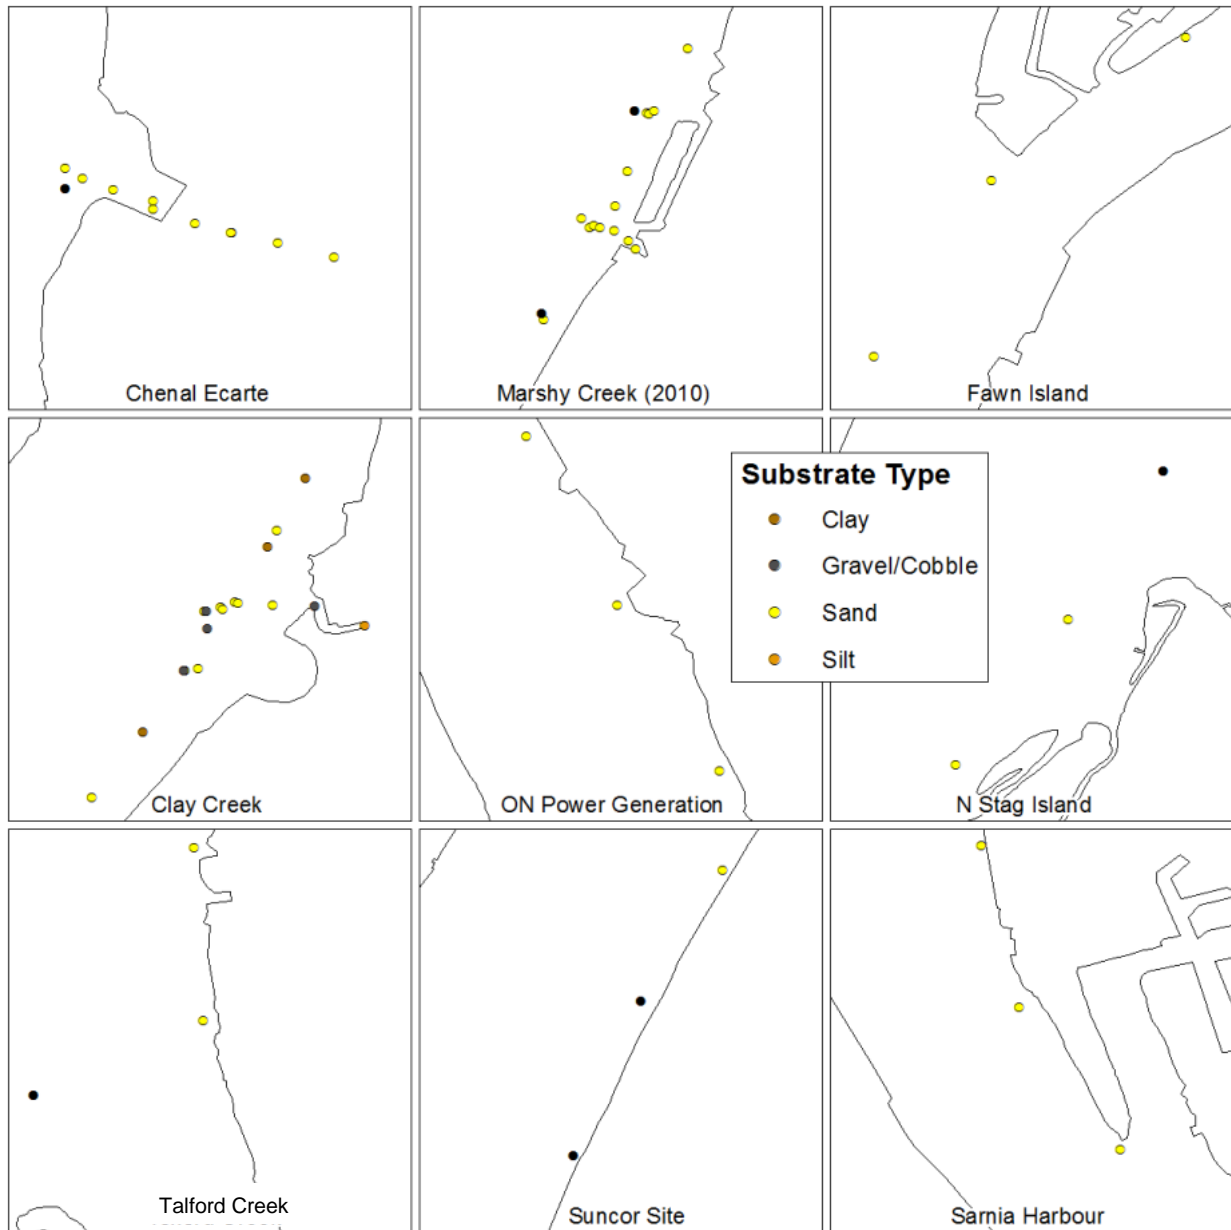 Chenal Ecarte
Marshy Creek (2010)
Fawn Island
Substrate Type
Clay
Gravel/Cobble
Sand
Silt
Clay Creek
ON Power Generation
N Stag Island
Talford Creek
Suncor Site
Sarnia Harbour